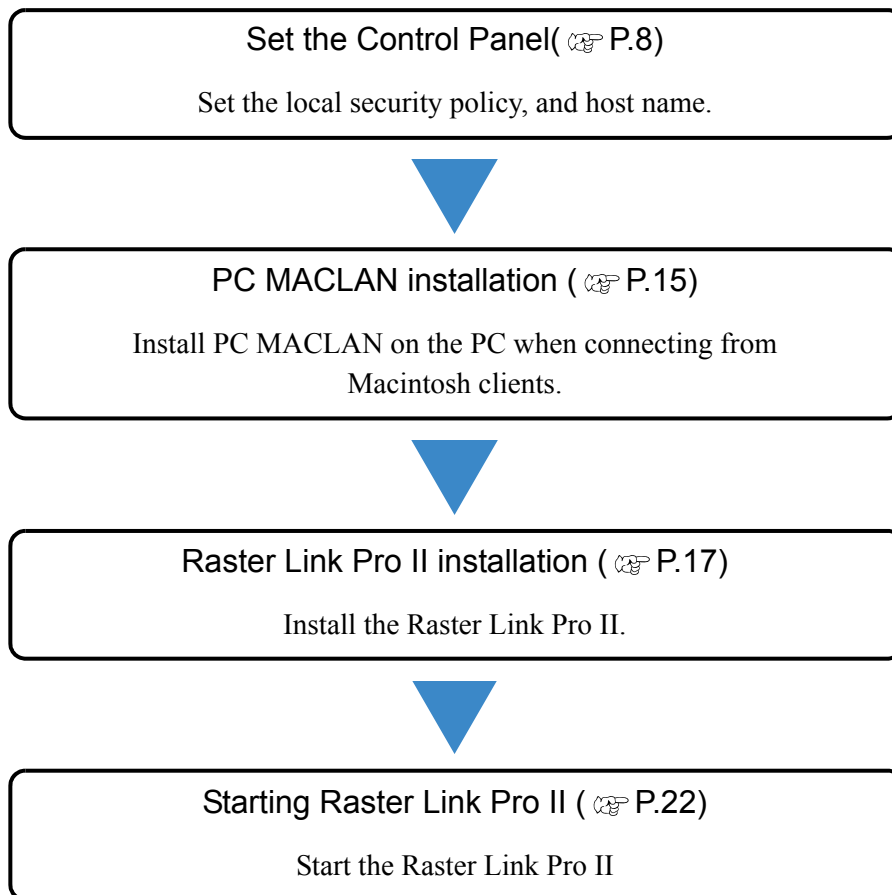 Set the Control Panel( ☞ P.8)
Set the local security policy, and host name.
PC MACLAN installation ( ☞ P.15)
Install PC MACLAN on the PC when connecting from
Macintosh clients.
Raster Link Pro II installation ( ☞ P.17)
Install the Raster Link Pro II.
Starting Raster Link Pro II ( ☞ P.22)
Start the Raster Link Pro II